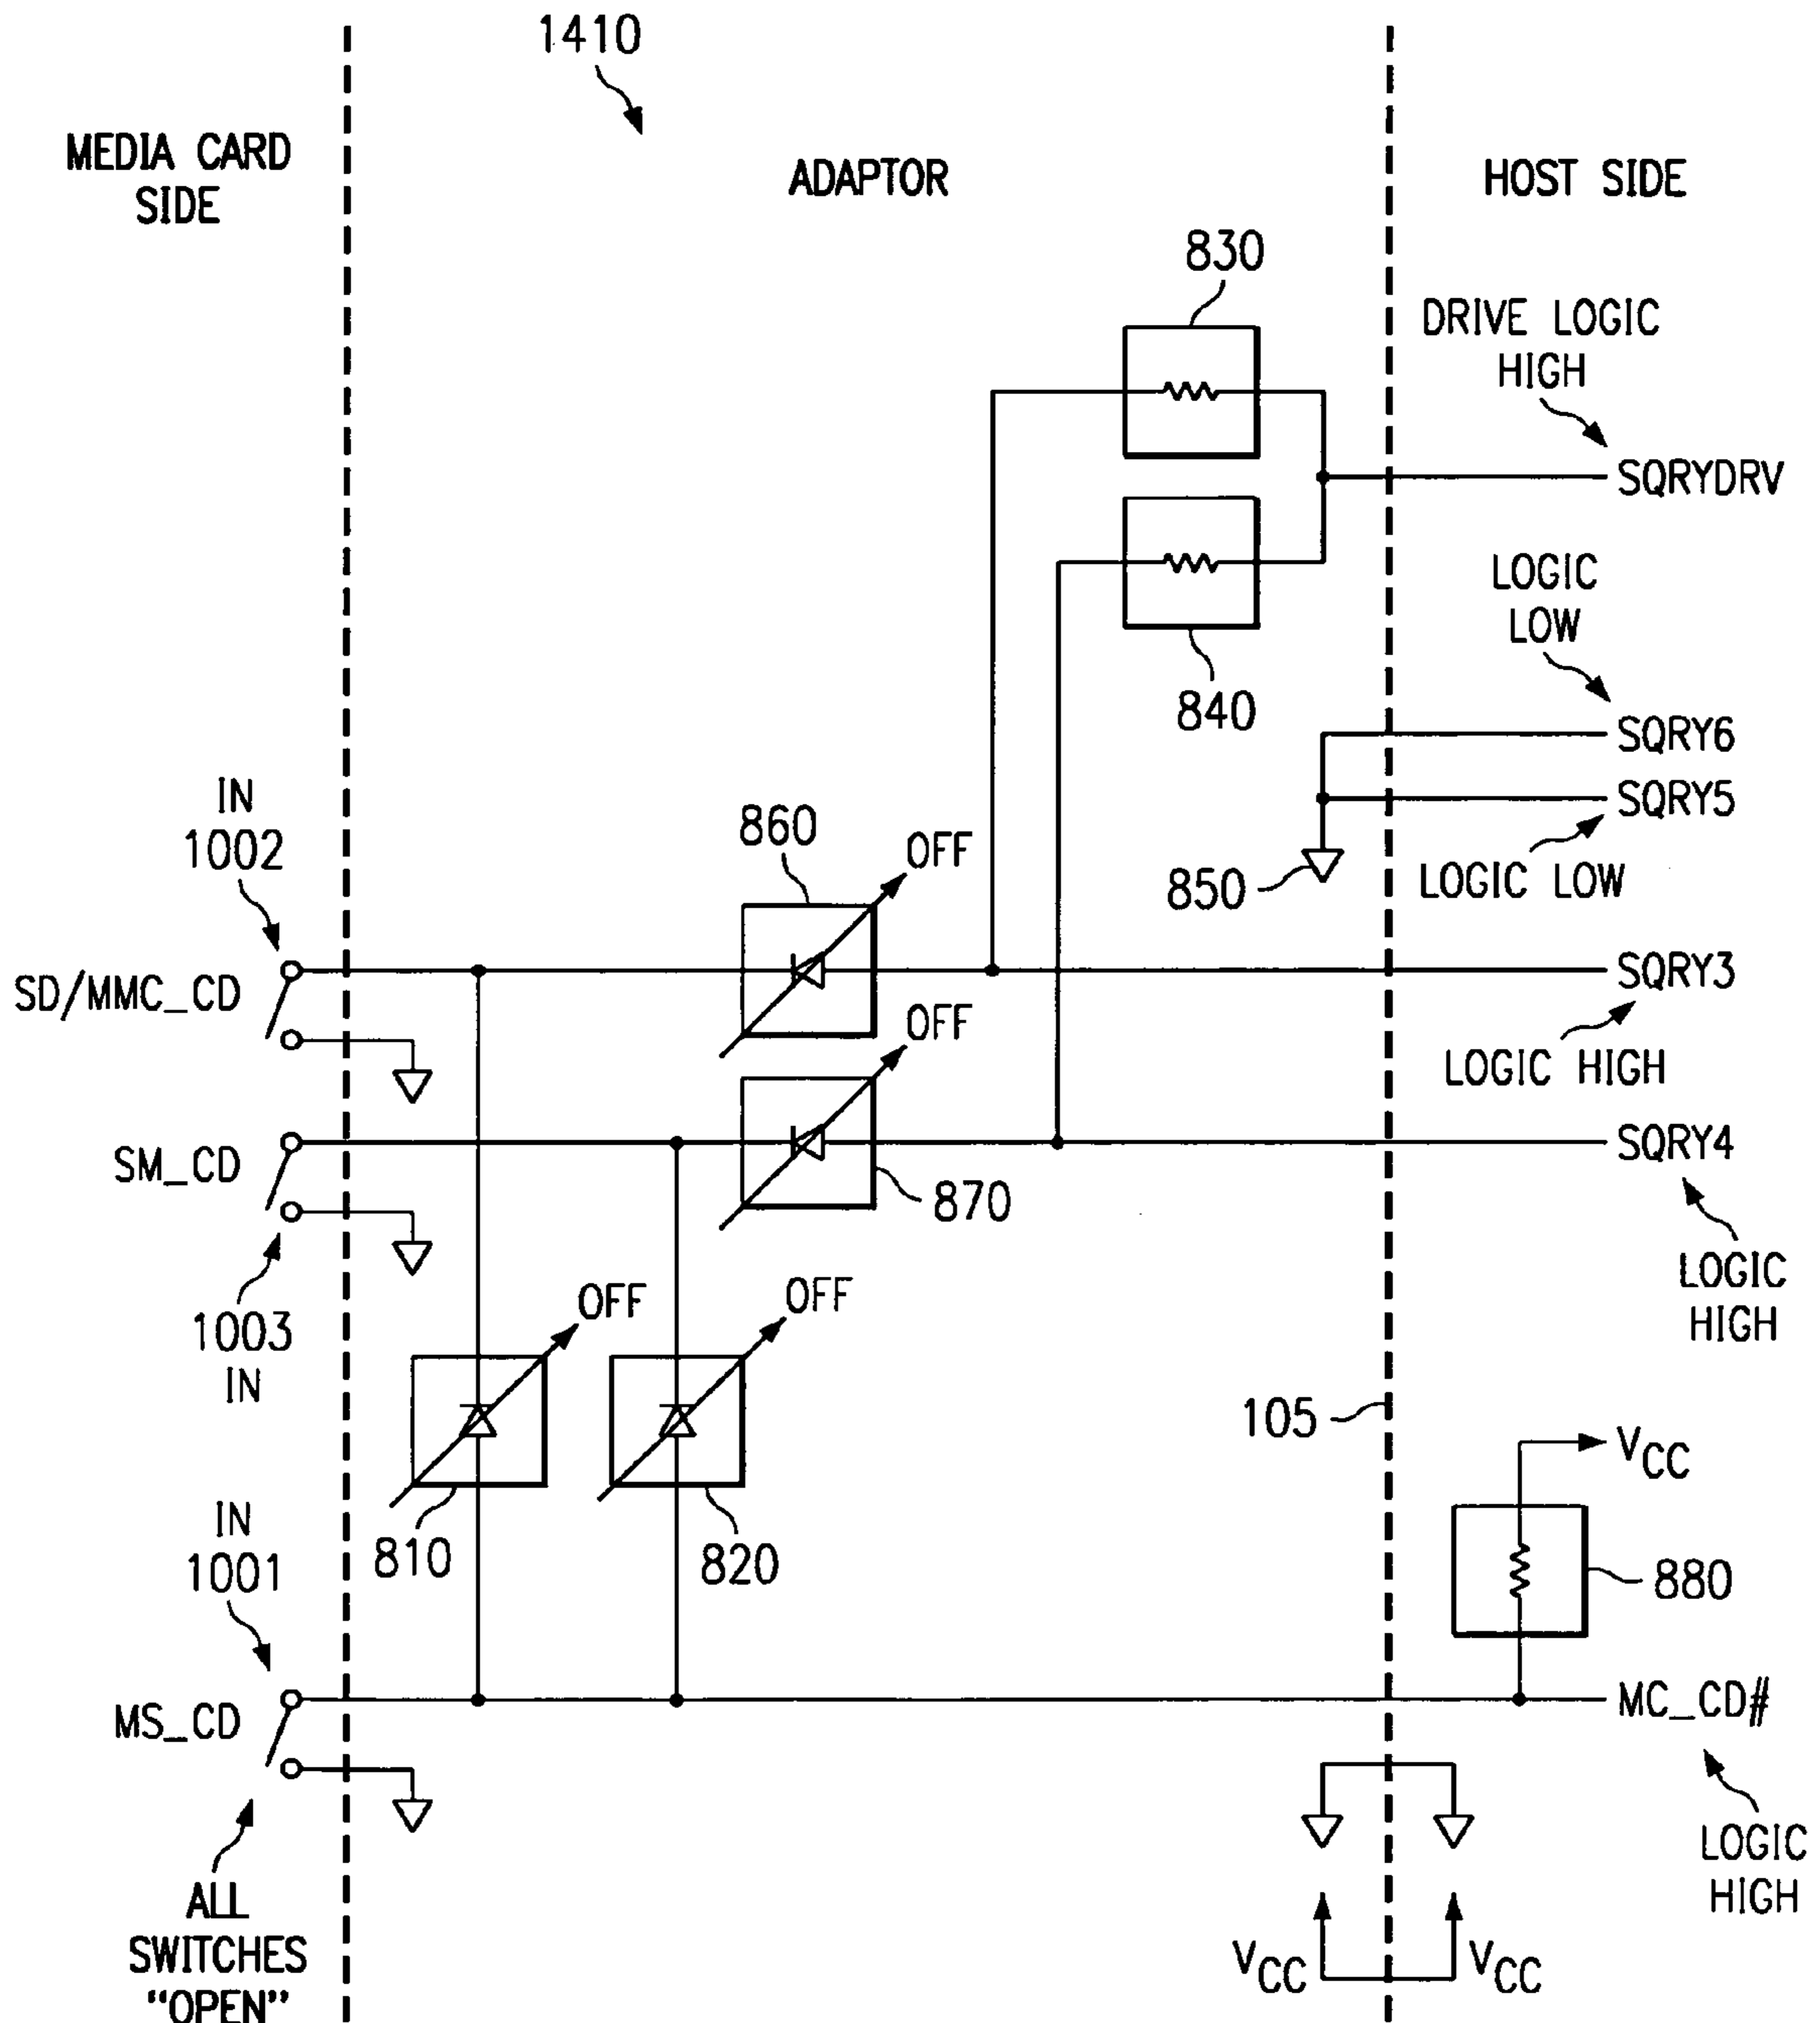 1410
MEDIA CARD
SIDE
ADAPTOR
HOST SIDE
830
DRIVE LOGIC
HIGH
SQRYDRV
840
LOGIC
LOW
SQRY6
SQRY5
LOGIC LOW
850
IN
1002
860
OFF
SD/MMC_CD
SQRY3
LOGIC HIGH
OFF
SM_CD
SQRY4
870
LOGIC
HIGH
1003
IN
OFF
OFF
810
820
105
VCC
880
IN
1001
MS_CD
MC_CD#
LOGIC
HIGH
ALL
SWITCHES
"OPEN"
VCC
VCC